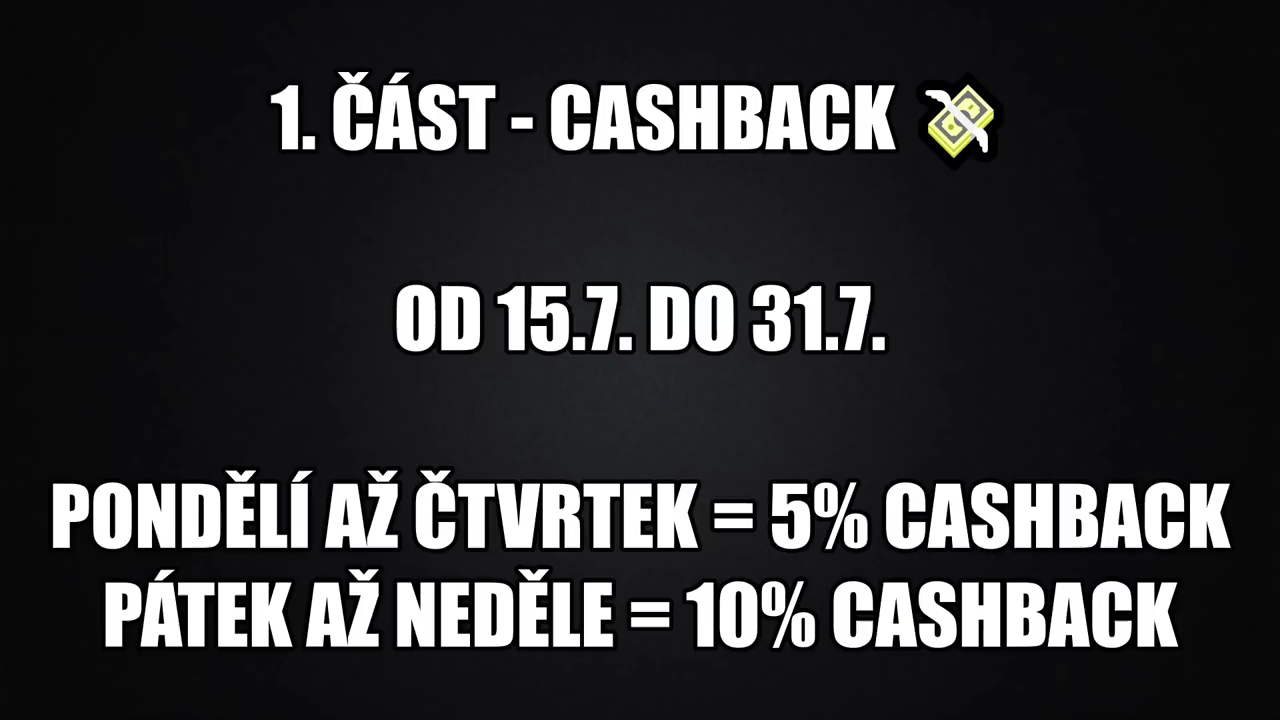 1. ČÁST - CASHBACK 💸
OD 15.7. DO 31.7.
PONDĚLÍ AŽ ČTVRTEK = 5% CASHBACK
PÁTEK AŽ NEDĚLE = 10% CASHBACK